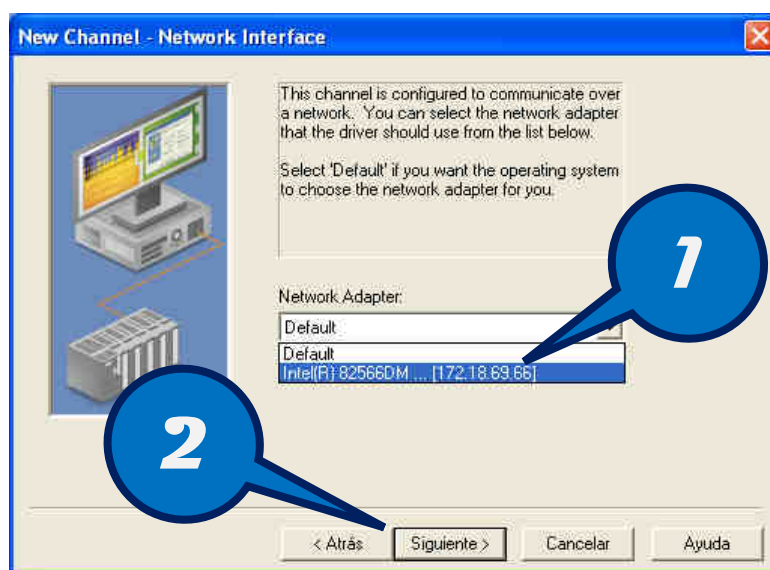 New Channel - Network Interface
This channel is configured to communicate over
a network. You can select the network adapter
that the driver should use from the list below.
Select 'Default' if you want the operating system
to choose the network adapter for you.
1
Network Adapter:
Default
Default
Intel(R) 82566DM ... [172.18.69.66]
2
< Atrás
Siguiente >
Cancelar
Ayuda